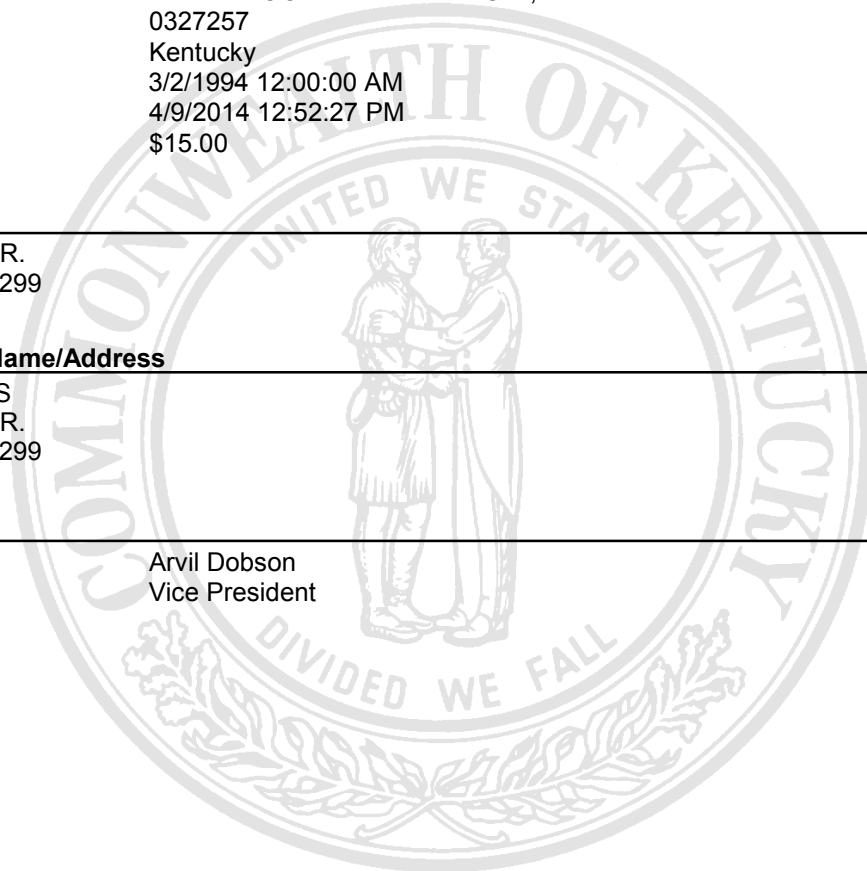 0327257
Kentucky
3/2/1994 12:00:00 AM
4/9/2014 12:52:27 PM
$15.00
COMMONWEALTH OF KENTUCKY
UNITED WE STAND
R.
299
lame/Address
S
R.
299
Arvil Dobson
Vice President
DIVIDED WE FALL